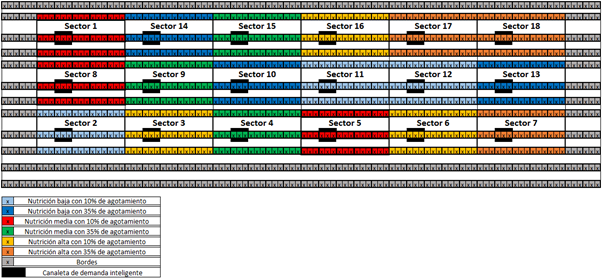 Sector 1 Sector 14 Sector 15 Sector 16 Sector 17 Sector 18
Sector 8 Sector 9 Sector 10 Sector 11 Sector 12 Sector 13
Sector 2 Sector 3 Sector 4 Sector 5 Sector 6 Sector 7
x Nutrición baja con 10% de agotamiento
x Nutrición baja con 35% de agotamiento
x Nutrición media con 10% de agotamiento
x Nutrición media con 35% de agotamiento
x Nutrición alta con 10% de agotamiento
x Nutrición alta con 35% de agotamiento
x Bordes
Canaleta de demanda inteligente